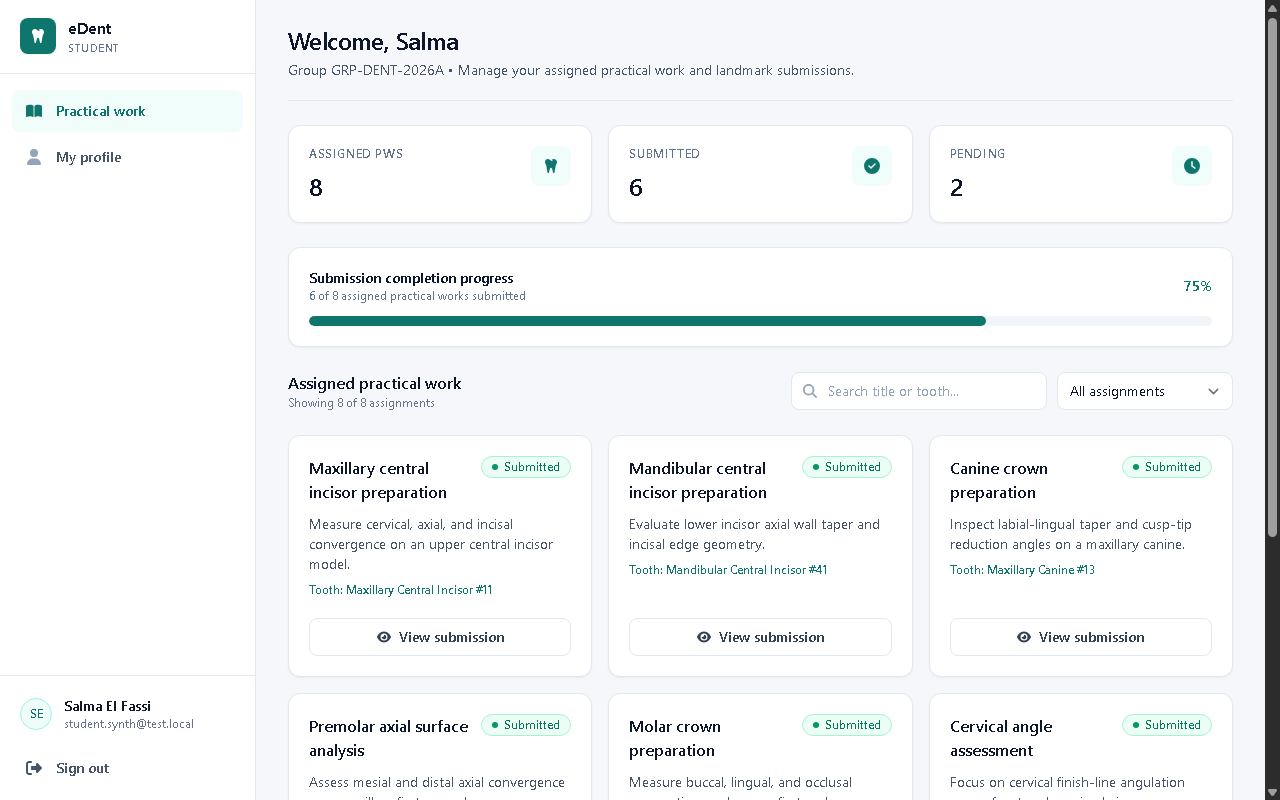 eDent
STUDENT
Practical work
My profile
Salma El Fassi
SE
student.synth@test.local
Sign out
Welcome, Salma
Group GRP-DENT-2026A • Manage your assigned practical work and landmark submissions.
ASSIGNED PWS
8
SUBMITTED
6
PENDING
2
Submission completion progress
6 of 8 assigned practical works submitted
75%
Assigned practical work
Showing 8 of 8 assignments
Search title or tooth...
All assignments
Maxillary central
incisor preparation
Submitted
Measure cervical, axial, and incisal
convergence on an upper central incisor
model.
Tooth: Maxillary Central Incisor #11
View submission
Mandibular central
incisor preparation
Submitted
Evaluate lower incisor axial wall taper and
incisal edge geometry.
Tooth: Mandibular Central Incisor #41
View submission
Canine crown
preparation
Submitted
Inspect labial-lingual taper and cusp-tip
reduction angles on a maxillary canine.
Tooth: Maxillary Canine #13
View submission
Premolar axial surface
analysis
Submitted
Assess mesial and distal axial convergence
Molar crown
preparation
Submitted
Measure buccal, lingual, and occlusal
Cervical angle
assessment
Submitted
Focus on cervical finish-line angulation